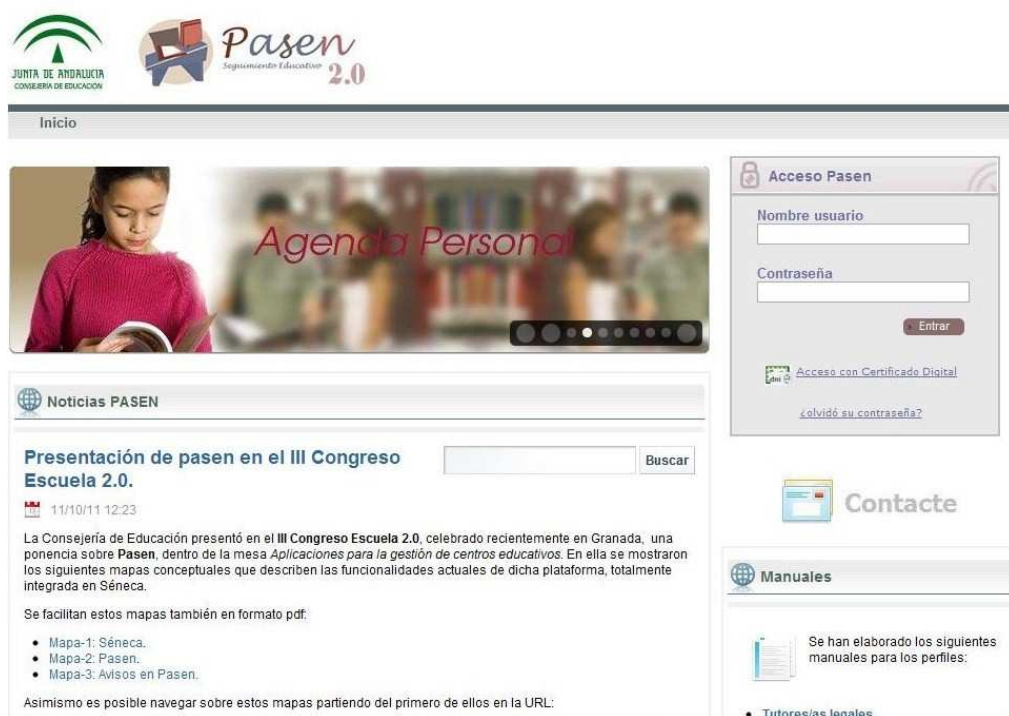 JUNTA DE ANDALUCIA
CONSEJERÍA DE EDUCACIÓN
Pasen
Seguimiento Educativo
2.0
Inicio
Agenda Personal
Acceso Pasen
Nombre usuario
Contraseña
Entrar
dni e
Acceso con Certificado Digital
¿olvidó su contraseña?
Noticias PASEN
Presentación de pasen en el III Congreso
Escuela 2.0.
Buscar
11/10/11 12:23
La Consejería de Educación presentó en el III Congreso Escuela 2.0, celebrado recientemente en Granada, una
ponencia sobre Pasen, dentro de la mesa Aplicaciones para la gestión de centros educativos. En ella se mostraron
los siguientes mapas conceptuales que describen las funcionalidades actuales de dicha plataforma, totalmente
integrada en Séneca.
Se facilitan estos mapas también en formato pdf:
Mapa-1: Séneca.
Mapa-2: Pasen.
Mapa-3: Avisos en Pasen.
Asimismo es posible navegar sobre estos mapas partiendo del primero de ellos en la URL:
Contacte
Manuales
Se han elaborado los siguientes
manuales para los perfiles:
Tutores/as legales